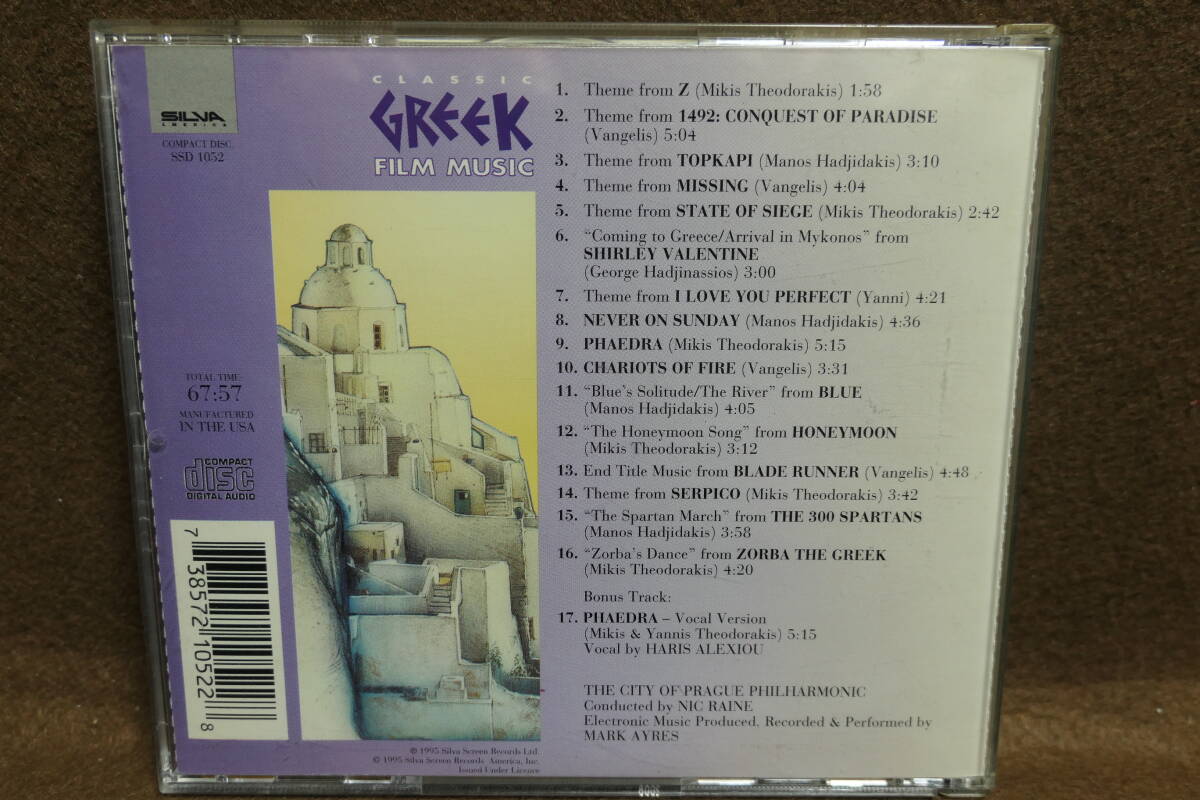 SILVA
AMERICA
COMPACT DISC.
SSD 1052
CLASSIC
GREEK
FILM MUSIC
TOTAL TIME:
67:57
MANUFACTURED
IN THE USA
COMPACT
disc
DIGITAL AUDIO
7 38572 10522 8
1. Theme from Z (Mikis Theodorakis) 1:58
2. Theme from 1492: CONQUEST OF PARADISE
(Vangelis) 5:04
3. Theme from TOPKAPI (Manos Hadjidakis) 3:10
4. Theme from MISSING (Vangelis) 4:04
5. Theme from STATE OF SIEGE (Mikis Theodorakis) 2:42
6. “Coming to Greece/Arrival in Mykonos” from
SHIRLEY VALENTINE
(George Hadjinassios) 3:00
7. Theme from I LOVE YOU PERFECT (Yanni) 4:21
8. NEVER ON SUNDAY (Manos Hadjidakis) 4:36
9. PHAEDRA (Mikis Theodorakis) 5:15
10. CHARIOTS OF FIRE (Vangelis) 3:31
11. “Blue's Solitude/The River” from BLUE
(Manos Hadjidakis) 4:05
12. “The Honeymoon Song” from HONEYMOON
(Mikis Theodorakis) 3:12
13. End Title Music from BLADE RUNNER (Vangelis) 4:48
14. Theme from SERPICO (Mikis Theodorakis) 3:42
15. “The Spartan March” from THE 300 SPARTANS
(Manos Hadjidakis) 3:58
16. “Zorba's Dance” from ZORBA THE GREEK
(Mikis Theodorakis) 4:20
Bonus Track:
17. PHAEDRA – Vocal Version
(Mikis & Yannis Theodorakis) 5:15
Vocal by HARIS ALEXIOU
THE CITY OF PRAGUE PHILHARMONIC
Conducted by NIC RAINE
Electronic Music Produced, Recorded & Performed by
MARK AYRES
℗ 1995 Silva Screen Records Ltd.
© 1995 Silva Screen Records America, Inc.
Issued Under Licence